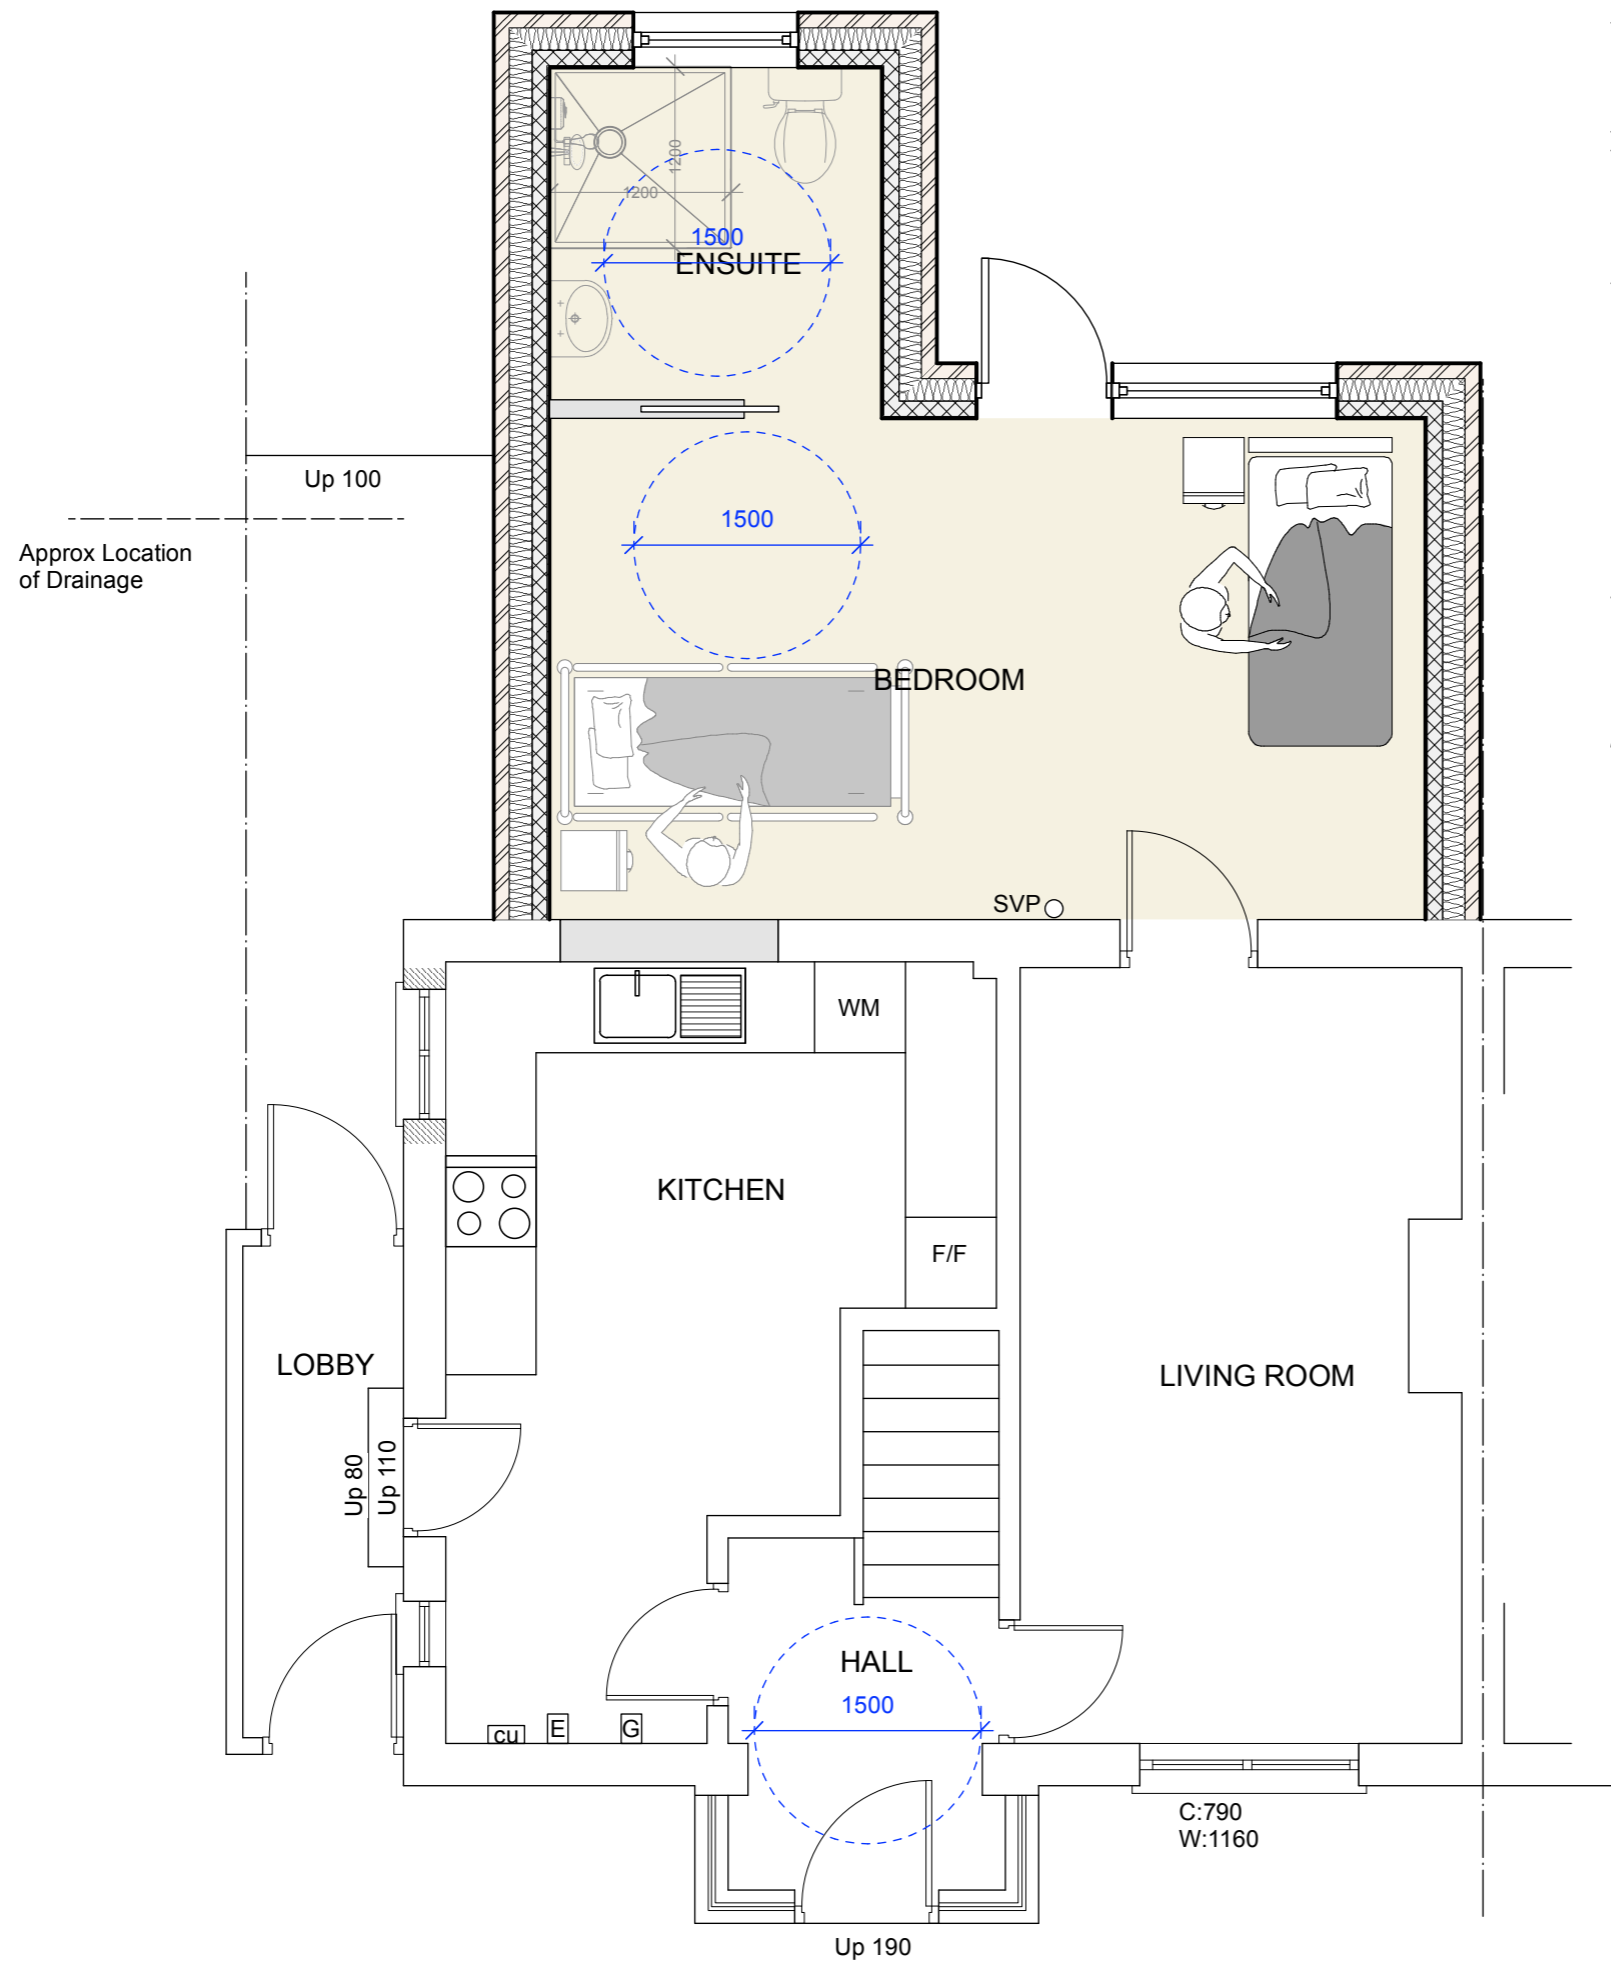 1200
1200
1500
ENSUITE
Up 100
1500
Approx Location
of Drainage
BEDROOM
SVP
WM
KITCHEN
F/F
LOBBY
LIVING ROOM
Up 80
Up 110
HALL
1500
cu
E
G
C:790
W:1160
Up 190